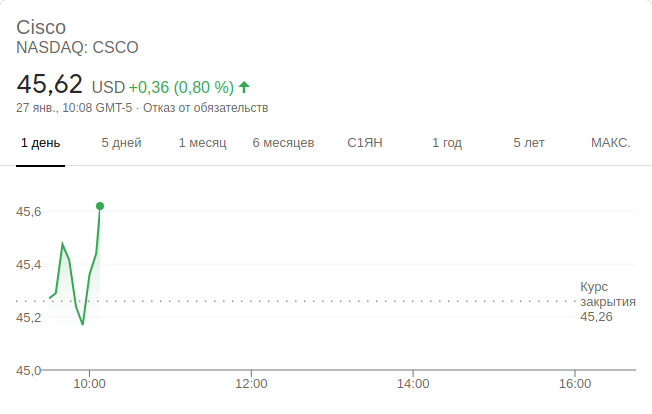 Cisco
NASDAQ: CSCO
45,62 USD +0,36 (0,80 %)
27 янв., 10:08 GMT-5 · Отказ от обязательств
1 день 5 дней 1 месяц 6 месяцев С1ЯН 1 год 5 лет МАКС.
45,6
45,4
45,2
45,0
Курс
закрытия
45,26
10:00 12:00 14:00 16:00